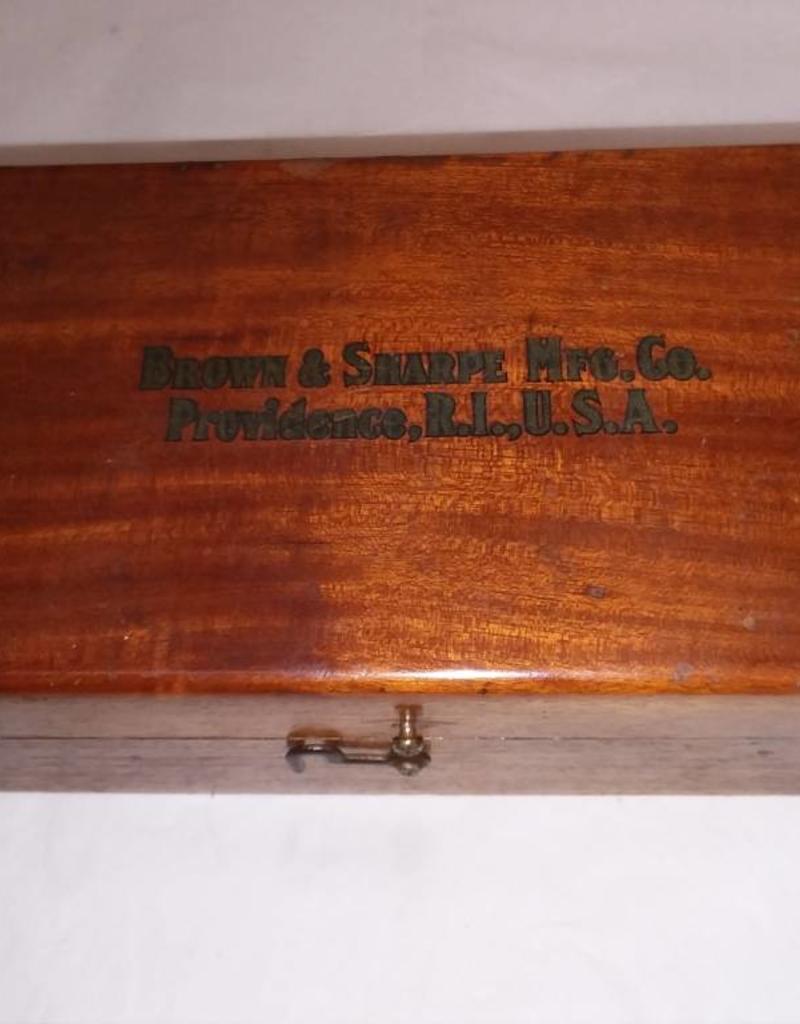 Brown & Sharpe Mfg. Co.
Providence, R.I., U.S.A.